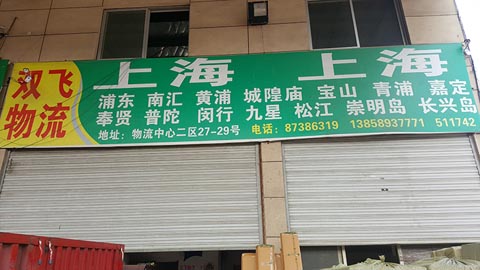 双飞物流
上海 上海
浦东 南汇 黄浦 城隍庙 宝山 青浦 嘉定
奉贤 普陀 闵行 九星 松江 崇明岛 长兴岛
地址：物流中心二区27-29号 电话：87386319 13858937771 511742